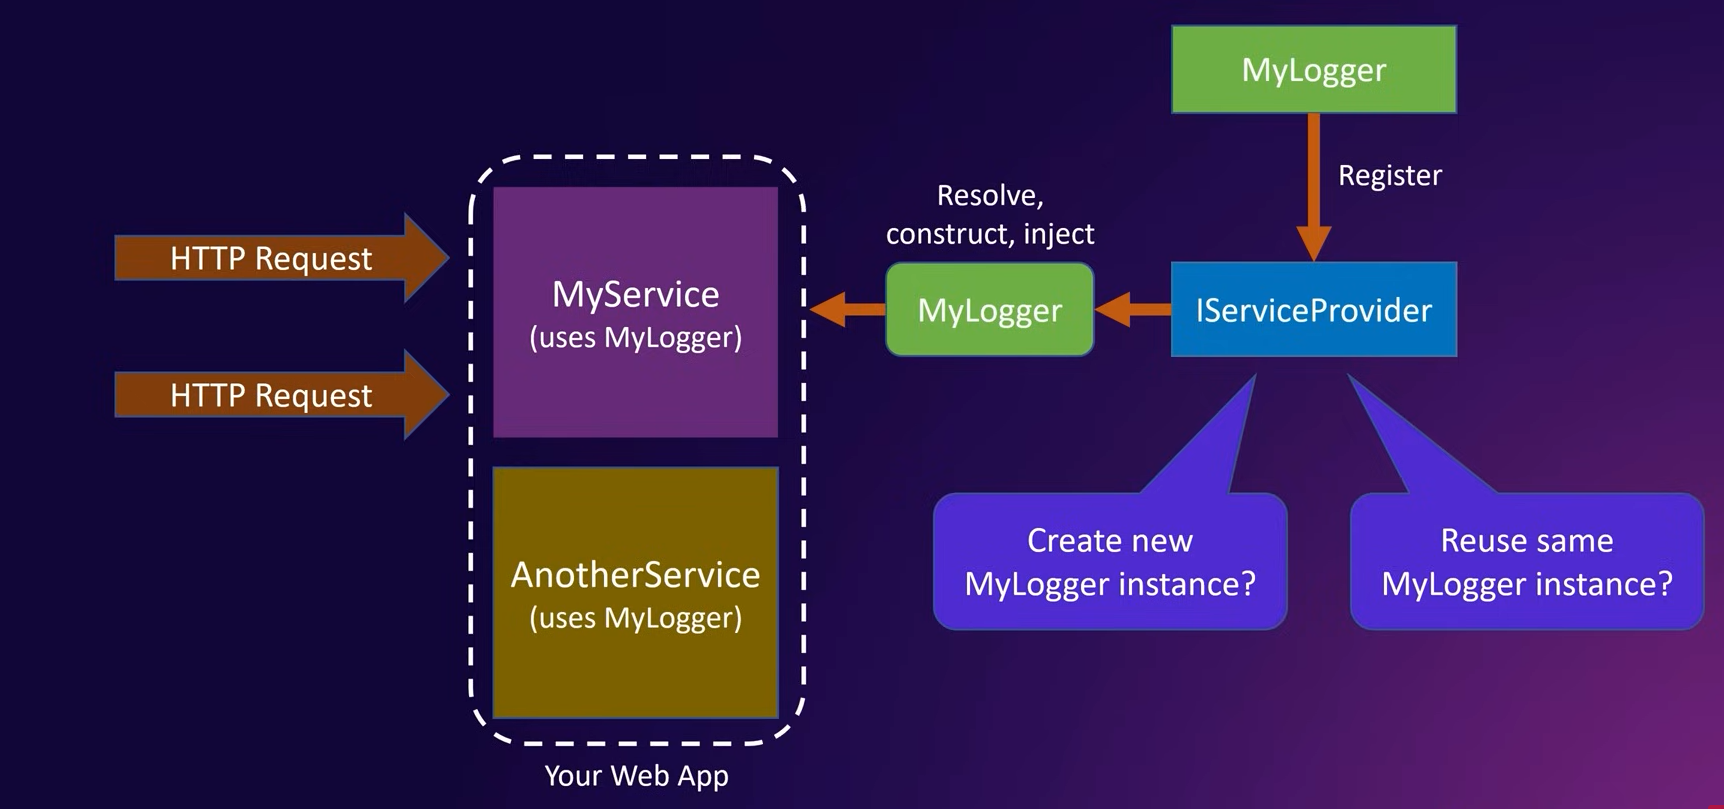 MyLogger
Register
Resolve,
construct, inject
HTTP Request
MyService
(uses MyLogger)
MyLogger
IServiceProvider
HTTP Request
AnotherService
(uses MyLogger)
Create new
MyLogger instance?
Reuse same
MyLogger instance?
Your Web App